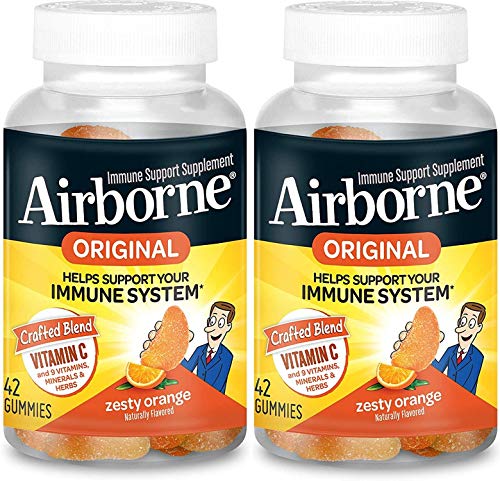 Immune Support Supplement
Airborne®
ORIGINAL
HELPS SUPPORT YOUR
IMMUNE SYSTEM*
Crafted Blend
VITAMIN C
and 9 VITAMINS,
MINERALS &
HERBS
42
GUMMIES
zesty orange
Naturally Flavored
Immune Support Supplement
Airborne®
ORIGINAL
HELPS SUPPORT YOUR
IMMUNE SYSTEM*
Crafted Blend
VITAMIN C
and 9 VITAMINS,
MINERALS &
HERBS
42
GUMMIES
zesty orange
Naturally Flavored